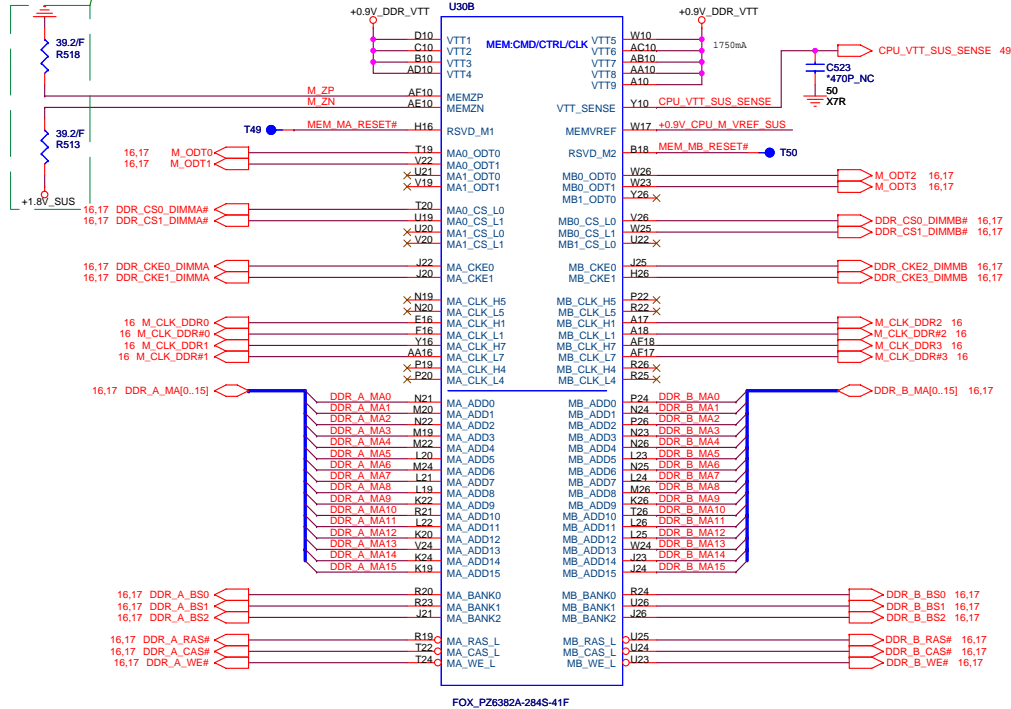 +0.9V_DDR_VTT U30B +0.9V_DDR_VTT
39.2/F
R518
39.2/F
R513
+1.8V_SUS
MEM:CMD/CTRL/CLK
1750mA
D10 VTT1 VTT5 W10
C10 VTT2 VTT6 AC10
B10 VTT3 VTT7 AB10
AD10 VTT4 VTT8 AA10
VTT9 A10
M_ZP AF10 MEMZP
M_ZN AE10 MEMZN VTT_SENSE Y10 CPU_VTT_SUS_SENSE
CPU_VTT_SUS_SENSE 49
C523
*470P_NC
50
X7R
T49 MEM_MA_RESET# H16 RSVD_M1 MEMVREF W17 +0.9V_CPU_M_VREF_SUS
RSVD_M2 B18 MEM_MB_RESET# T50
16,17 M_ODT0 T19 MA0_ODT0
16,17 M_ODT1 V22 MA0_ODT1
U21 MA1_ODT0 MB0_ODT0 W26 M_ODT2 16,17
V19 MA1_ODT1 MB0_ODT1 W23 M_ODT3 16,17
MB1_ODT0 Y26
16,17 DDR_CS0_DIMMA# T20 MA0_CS_L0
16,17 DDR_CS1_DIMMA# U19 MA0_CS_L1 MB0_CS_L0 V26 DDR_CS0_DIMMB# 16,17
U20 MA1_CS_L0 MB0_CS_L1 W25 DDR_CS1_DIMMB# 16,17
V20 MA1_CS_L1 MB1_CS_L0 U22
16,17 DDR_CKE0_DIMMA J22 MA_CKE0 MB_CKE0 J25 DDR_CKE2_DIMMB 16,17
16,17 DDR_CKE1_DIMMA J20 MA_CKE1 MB_CKE1 H26 DDR_CKE3_DIMMB 16,17
N19 MA_CLK_H5 MB_CLK_H5 P22
N20 MA_CLK_L5 MB_CLK_L5 R22
16 M_CLK_DDR0 E16 MA_CLK_H1 MB_CLK_H1 A17 M_CLK_DDR2 16
16 M_CLK_DDR#0 F16 MA_CLK_L1 MB_CLK_L1 A18 M_CLK_DDR#2 16
16 M_CLK_DDR1 Y16 MA_CLK_H7 MB_CLK_H7 AF18 M_CLK_DDR3 16
16 M_CLK_DDR#1 AA16 MA_CLK_L7 MB_CLK_L7 AF17 M_CLK_DDR#3 16
P19 MA_CLK_H4 MB_CLK_H4 R26
P20 MA_CLK_L4 MB_CLK_L4 R25
16,17 DDR_A_MA[0..15] DDR_B_MA[0..15] 16,17
DDR_A_MA0 N21 MA_ADD0 MB_ADD0 P24 DDR_B_MA0
DDR_A_MA1 M20 MA_ADD1 MB_ADD1 N24 DDR_B_MA1
DDR_A_MA2 N22 MA_ADD2 MB_ADD2 P26 DDR_B_MA2
DDR_A_MA3 M19 MA_ADD3 MB_ADD3 N23 DDR_B_MA3
DDR_A_MA4 M22 MA_ADD4 MB_ADD4 N26 DDR_B_MA4
DDR_A_MA5 L20 MA_ADD5 MB_ADD5 L23 DDR_B_MA5
DDR_A_MA6 M24 MA_ADD6 MB_ADD6 N25 DDR_B_MA6
DDR_A_MA7 L21 MA_ADD7 MB_ADD7 L24 DDR_B_MA7
DDR_A_MA8 L19 MA_ADD8 MB_ADD8 M26 DDR_B_MA8
DDR_A_MA9 K22 MA_ADD9 MB_ADD9 K26 DDR_B_MA9
DDR_A_MA10 R21 MA_ADD10 MB_ADD10 T26 DDR_B_MA10
DDR_A_MA11 L22 MA_ADD11 MB_ADD11 L26 DDR_B_MA11
DDR_A_MA12 K20 MA_ADD12 MB_ADD12 L25 DDR_B_MA12
DDR_A_MA13 V24 MA_ADD13 MB_ADD13 W24 DDR_B_MA13
DDR_A_MA14 K24 MA_ADD14 MB_ADD14 J23 DDR_B_MA14
DDR_A_MA15 K19 MA_ADD15 MB_ADD15 J24 DDR_B_MA15
16,17 DDR_A_BS0 R20 MA_BANK0 MB_BANK0 R24 DDR_B_BS0 16,17
16,17 DDR_A_BS1 R23 MA_BANK1 MB_BANK1 U26 DDR_B_BS1 16,17
16,17 DDR_A_BS2 J21 MA_BANK2 MB_BANK2 J26 DDR_B_BS2 16,17
16,17 DDR_A_RAS# R19 MA_RAS_L MB_RAS_L U25 DDR_B_RAS# 16,17
16,17 DDR_A_CAS# T22 MA_CAS_L MB_CAS_L U24 DDR_B_CAS# 16,17
16,17 DDR_A_WE# T24 MA_WE_L MB_WE_L U23 DDR_B_WE# 16,17
FOX_PZ6382A-284S-41F